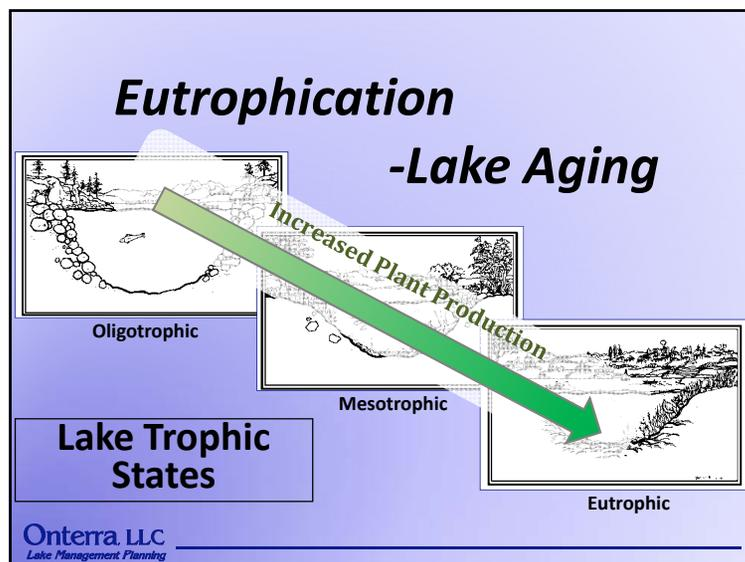 Eutrophication
-Lake Aging
Increased Plant Production
Oligotrophic
Mesotrophic
Eutrophic
Lake Trophic
States
Onterra, LLC
Lake Management Planning